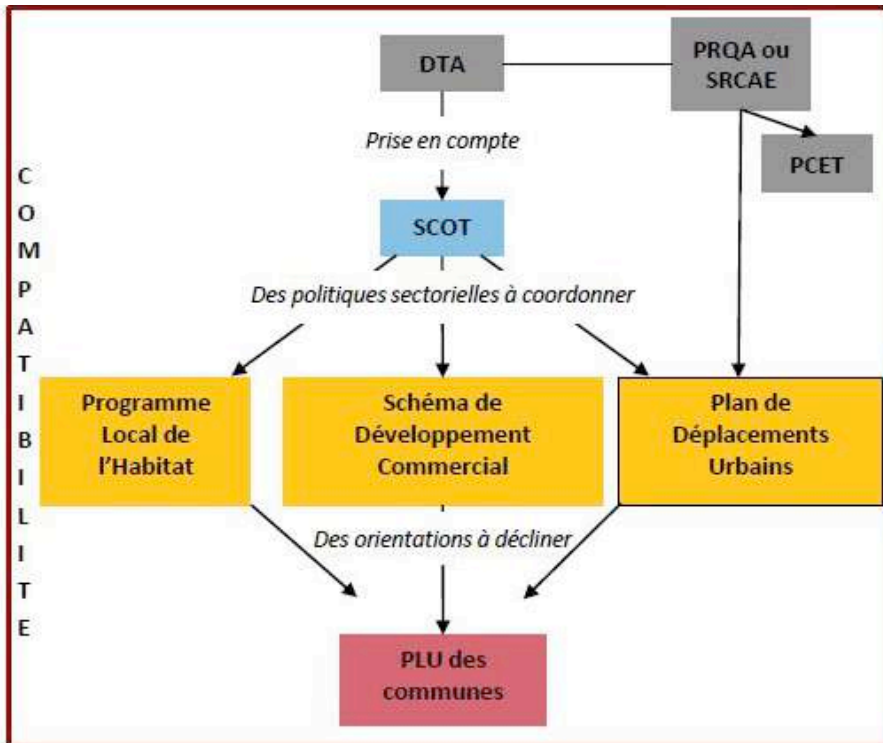 DTA
PRQA ou
SRCAE
Prise en compte
PCET
SCOT
Des politiques sectorielles à coordonner
Programme
Local de
l'Habitat
Schéma de
Développement
Commercial
Plan de
Déplacements
Urbains
Des orientations à décliner
PLU des
communes
C
O
M
P
A
T
I
B
I
L
I
T
E